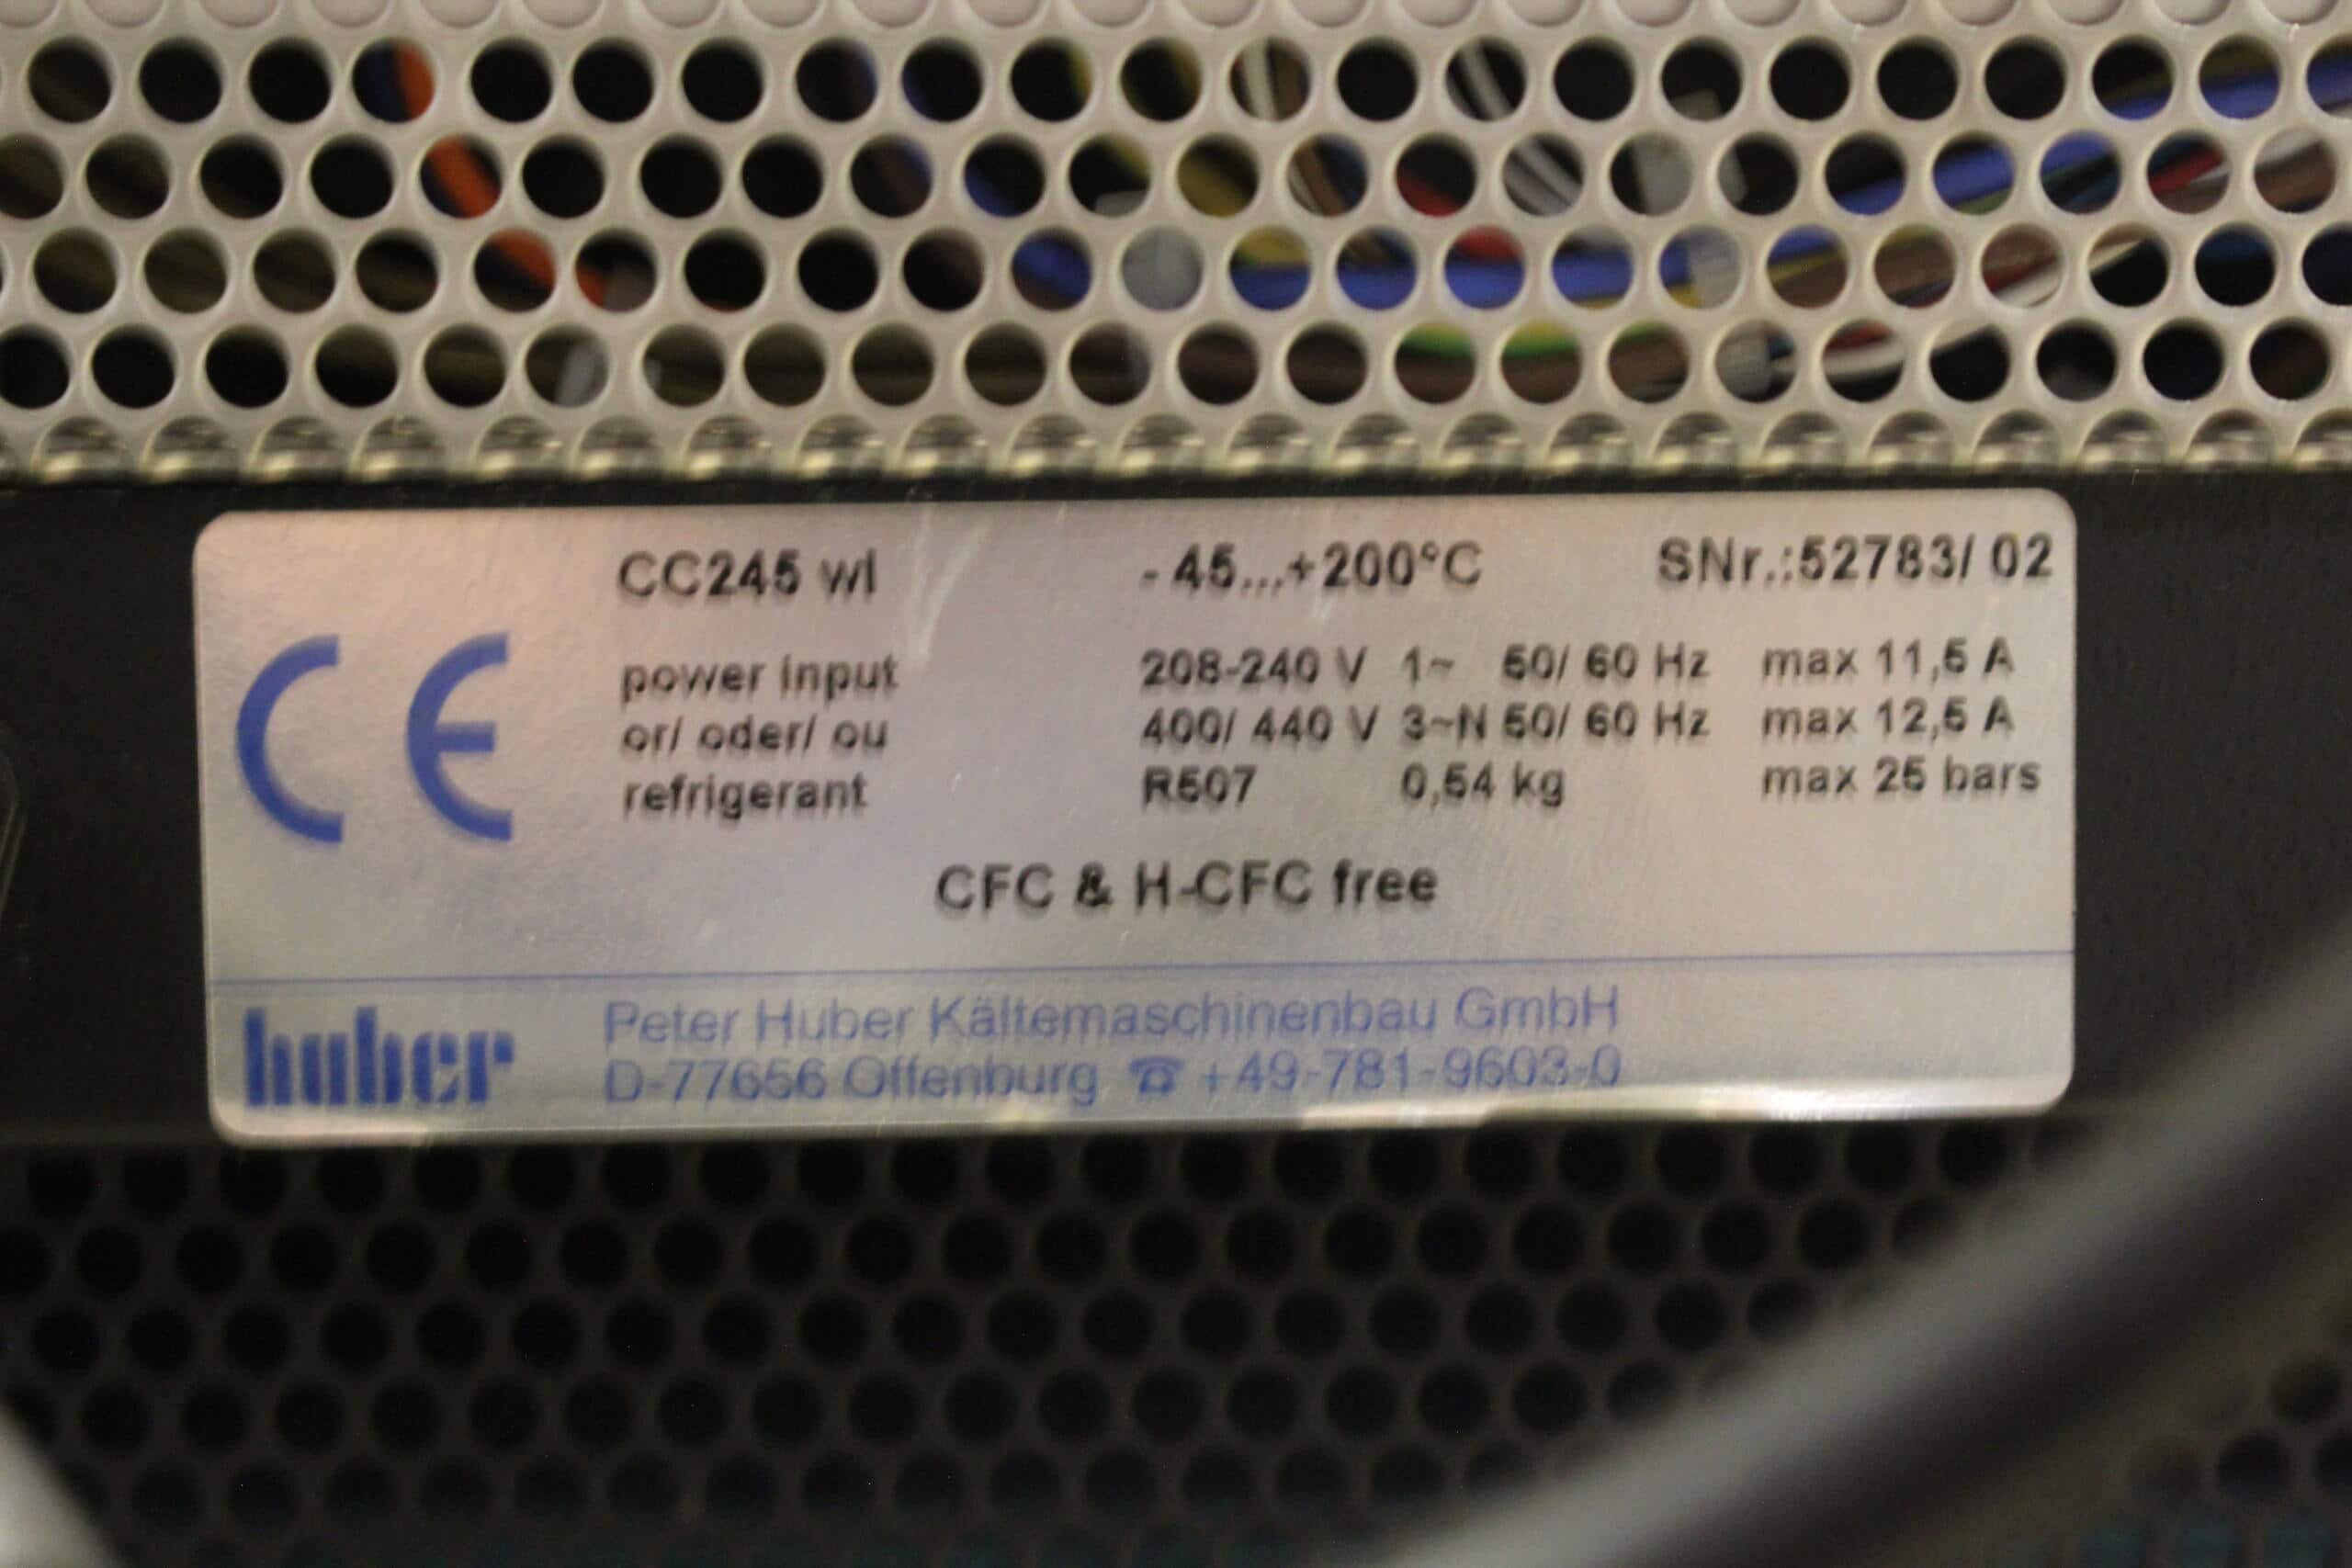 CC245 wl -45...+200°C SNr.:52783/ 02
CE
power input 208-240 V 1~ 50/ 60 Hz max 11,5 A
or/ oder/ ou 400/ 440 V 3~N 50/ 60 Hz max 12,5 A
refrigerant R507 0,54 kg max 25 bars
CFC & H-CFC free
huber
Peter Huber Kältemaschinenbau GmbH
D-77656 Offenburg ☎ +49-781-9603-0